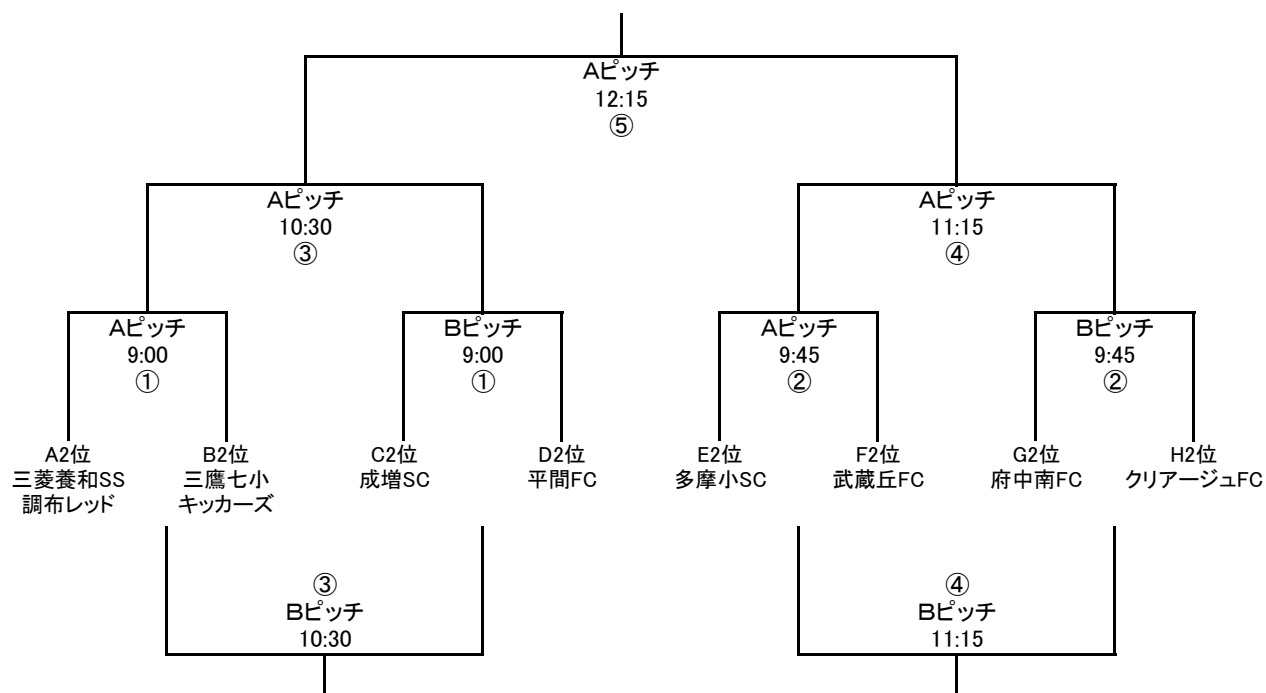 Aピッチ
12:15
⑤
Aピッチ
10:30
③
Aピッチ
11:15
④
Aピッチ
9:00
①
Bピッチ
9:00
①
Aピッチ
9:45
②
Bピッチ
9:45
②
A2位
三菱養和SS
調布レッド
B2位
三鷹七小
キッカーズ
C2位
成増SC
D2位
平間FC
E2位
多摩小SC
F2位
武蔵丘FC
G2位
府中南FC
H2位
クリアージュFC
③
Bピッチ
10:30
④
Bピッチ
11:15